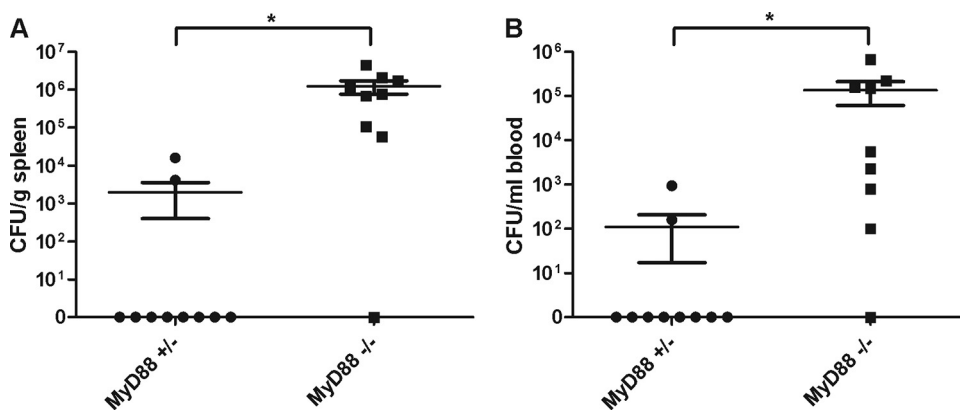 A
*
CFU/g spleen
10⁷
10⁶
10⁵
10⁴
10³
10²
10¹
0
MyD88 +/-
MyD88 -/-
B
*
CFU/ml blood
10⁶
10⁵
10⁴
10³
10²
10¹
0
MyD88 +/-
MyD88 -/-